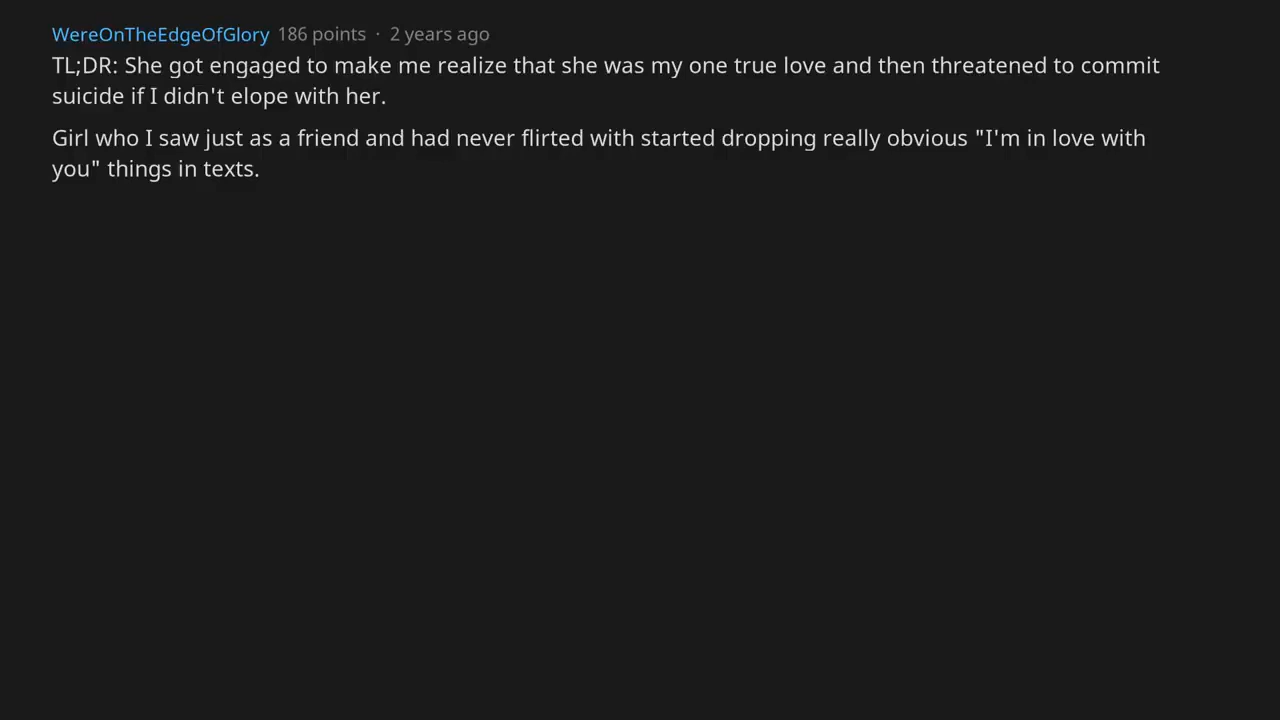 WereOnTheEdgeOfGlory 186 points · 2 years ago
TL;DR: She got engaged to make me realize that she was my one true love and then threatened to commit
suicide if I didn't elope with her.
Girl who I saw just as a friend and had never flirted with started dropping really obvious "I'm in love with
you" things in texts.